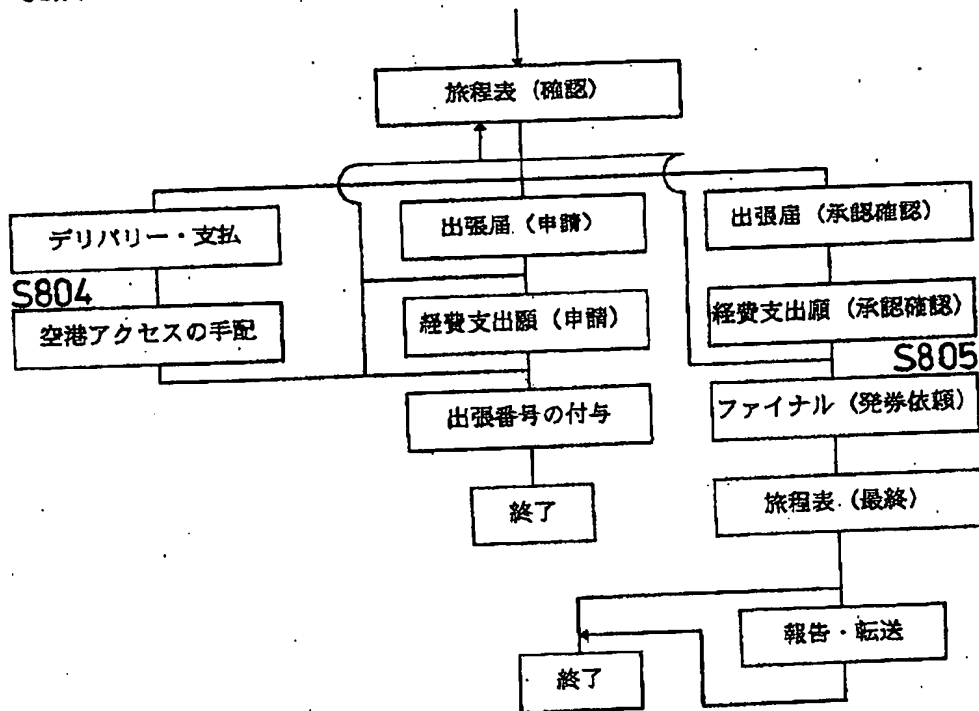 旅程表（確認）
デリバリー・支払
出張届（申請）
出張届（承認確認）
S804
空港アクセスの手配
経費支出願（申請）
経費支出願（承認確認）
S805
出張番号の付与
ファイナル（発券依頼）
終了
旅程表（最終）
報告・転送
終了